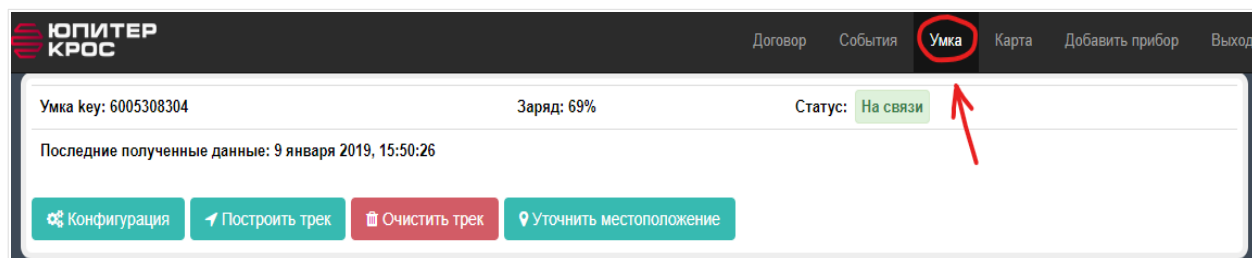 ЮПИТЕР
КРОС
Договор События Умка Карта Добавить прибор Выход
Умка key: 6005308304 Заряд: 69% Статус: На связи
Последние полученные данные: 9 января 2019, 15:50:26
Конфигурация Построить трек Очистить трек Уточнить местоположение